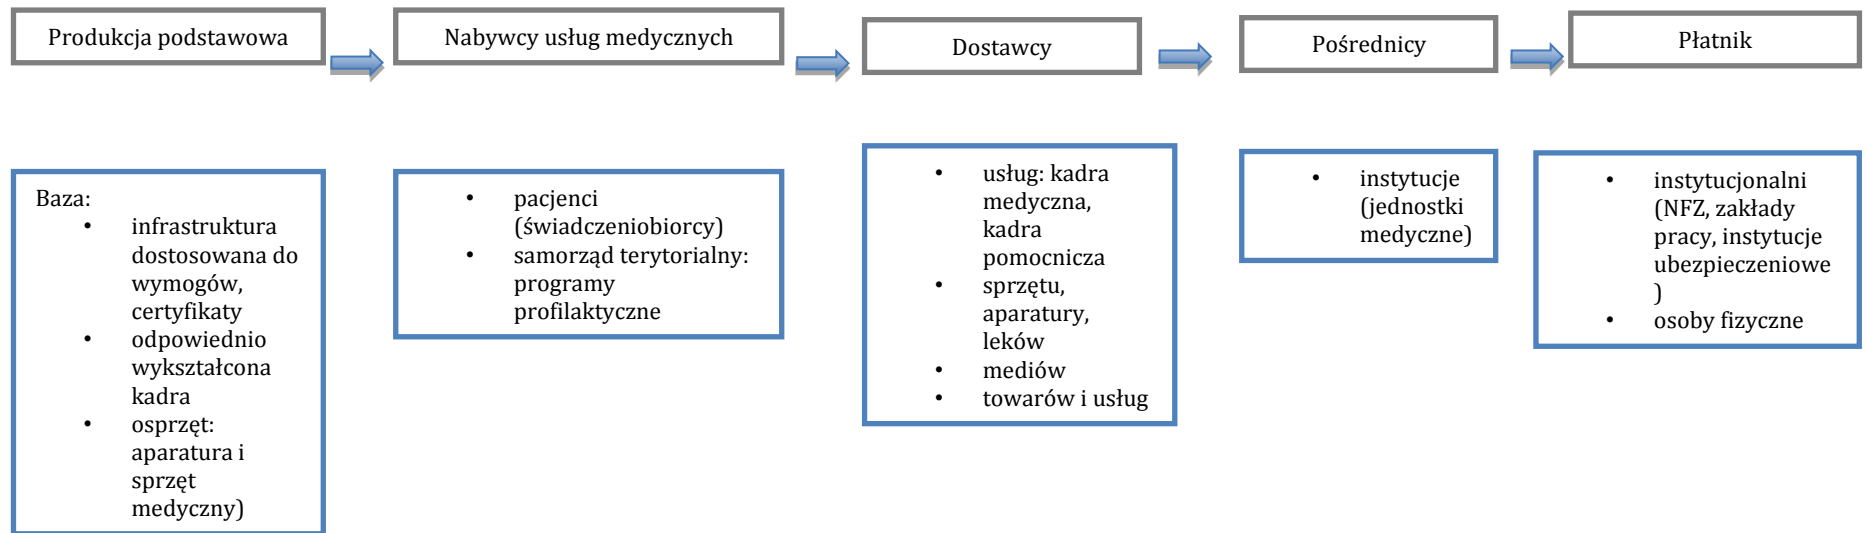 Produkcja podstawowa
Nabywcy usług medycznych
Dostawcy
Pośrednicy
Płatnik
Baza:
• infrastruktura
dostosowana do
wymogów,
certyfikaty
• odpowiednio
wykształcona
kadra
• osprzęt:
aparatura i
sprzęt
medyczny)
• pacjenci
(świadczeniobiorcy)
• samorząd terytorialny:
programy
profilaktyczne
• usług: kadra
medyczna,
kadra
pomocnicza
• sprzętu,
aparatury,
leków
• mediów
• towarów i usług
• instytucje
(jednostki
medyczne)
• instytucjonalni
(NFZ, zakłady
pracy, instytucje
ubezpieczeniowe
)
• osoby fizyczne